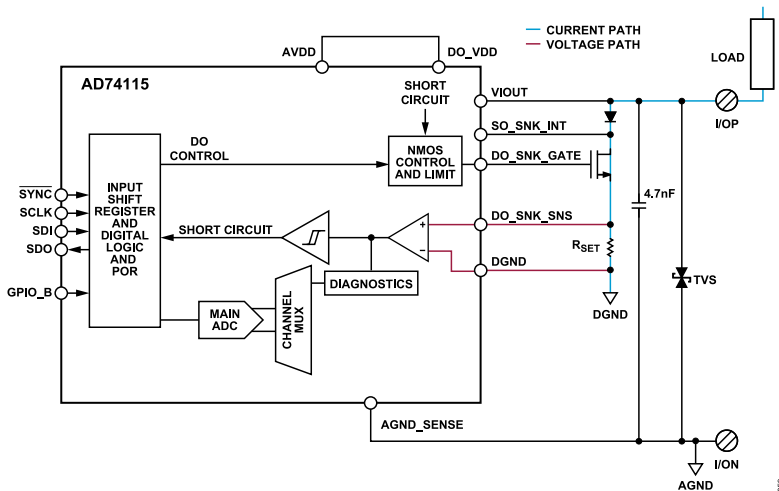 AVDD
DO_VDD
CURRENT PATH
VOLTAGE PATH
LOAD
AD74115
SHORT
CIRCUIT
VIOUT
I/OP
SO_SNK_INT
DO
CONTROL
NMOS
CONTROL
AND LIMIT
DO_SNK_GATE
SYNC
SCLK
SDI
SDO
GPIO_B
INPUT
SHIFT
REGISTER
AND
DIGITAL
LOGIC
AND
POR
4.7nF
SHORT CIRCUIT
+
−
DO_SNK_SNS
RSET
DGND
DIAGNOSTICS
TVS
MAIN
ADC
CHANNEL
MUX
DGND
AGND_SENSE
I/ON
AGND